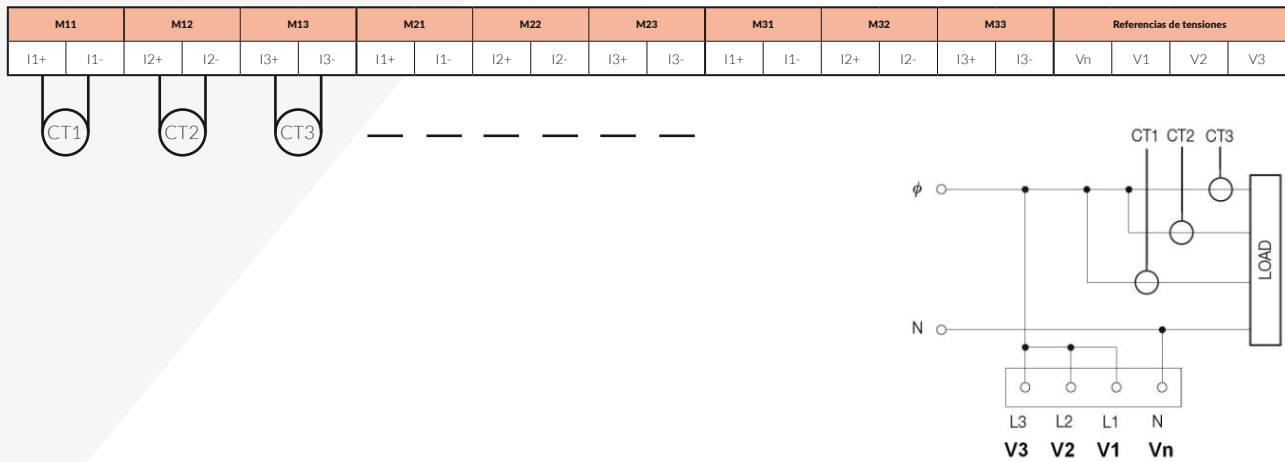 M11 M12 M13 M21 M22 M23 M31 M32 M33 Referencias de tensiones
I1+ I1- I2+ I2- I3+ I3- I1+ I1- I2+ I2- I3+ I3- I1+ I1- I2+ I2- I3+ I3- Vn V1 V2 V3
CT1 CT2 CT3
CT1 CT2 CT3
ϕ
LOAD
N
L3 L2 L1 N
V3 V2 V1 Vn